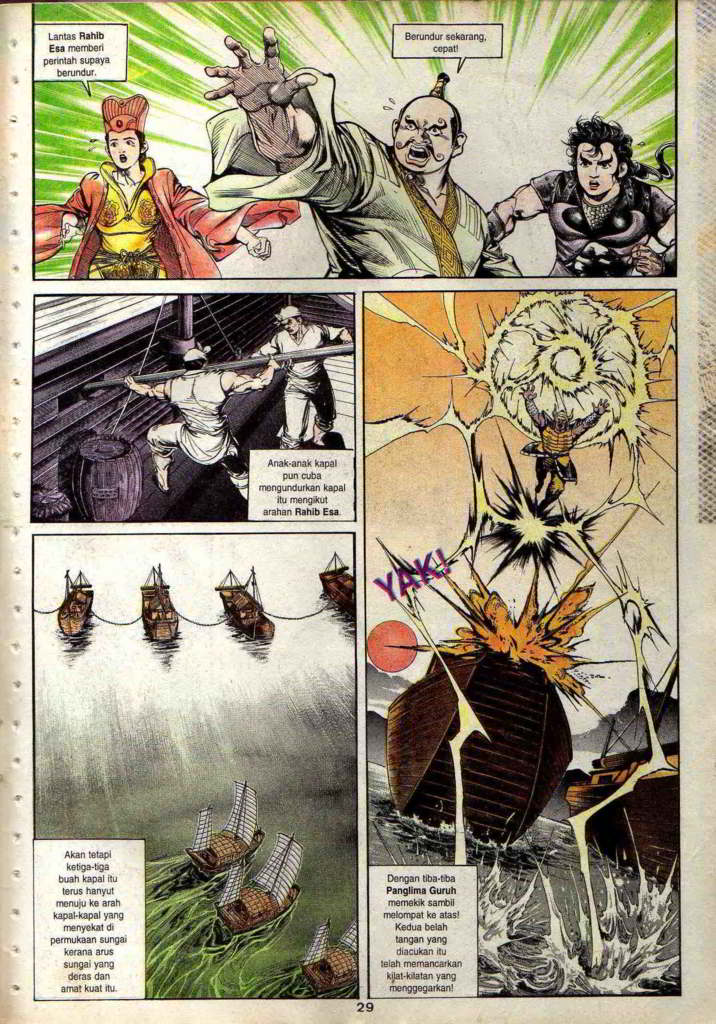 Lantas Rahib
Esa memberi
perintah supaya
berundur.
Berundur sekarang,
cepat!
Anak-anak kapal
pun cuba
mengundurkan kapal
itu mengikut
arahan Rahib Esa.
YAK!
Akan tetapi
ketiga-tiga
buah kapal itu
terus hanyut
menuju ke arah
kapal-kapal yang
menyekat di
permukaan sungai
kerana arus
sungai yang
deras dan
amat kuat itu.
Dengan tiba-tiba
Panglima Guruh
memekik sambil
melompat ke atas!
Kedua belah
tangan yang
diacukan itu
telah memancarkan
kilat-kilatan yang
menggegarkan!
29